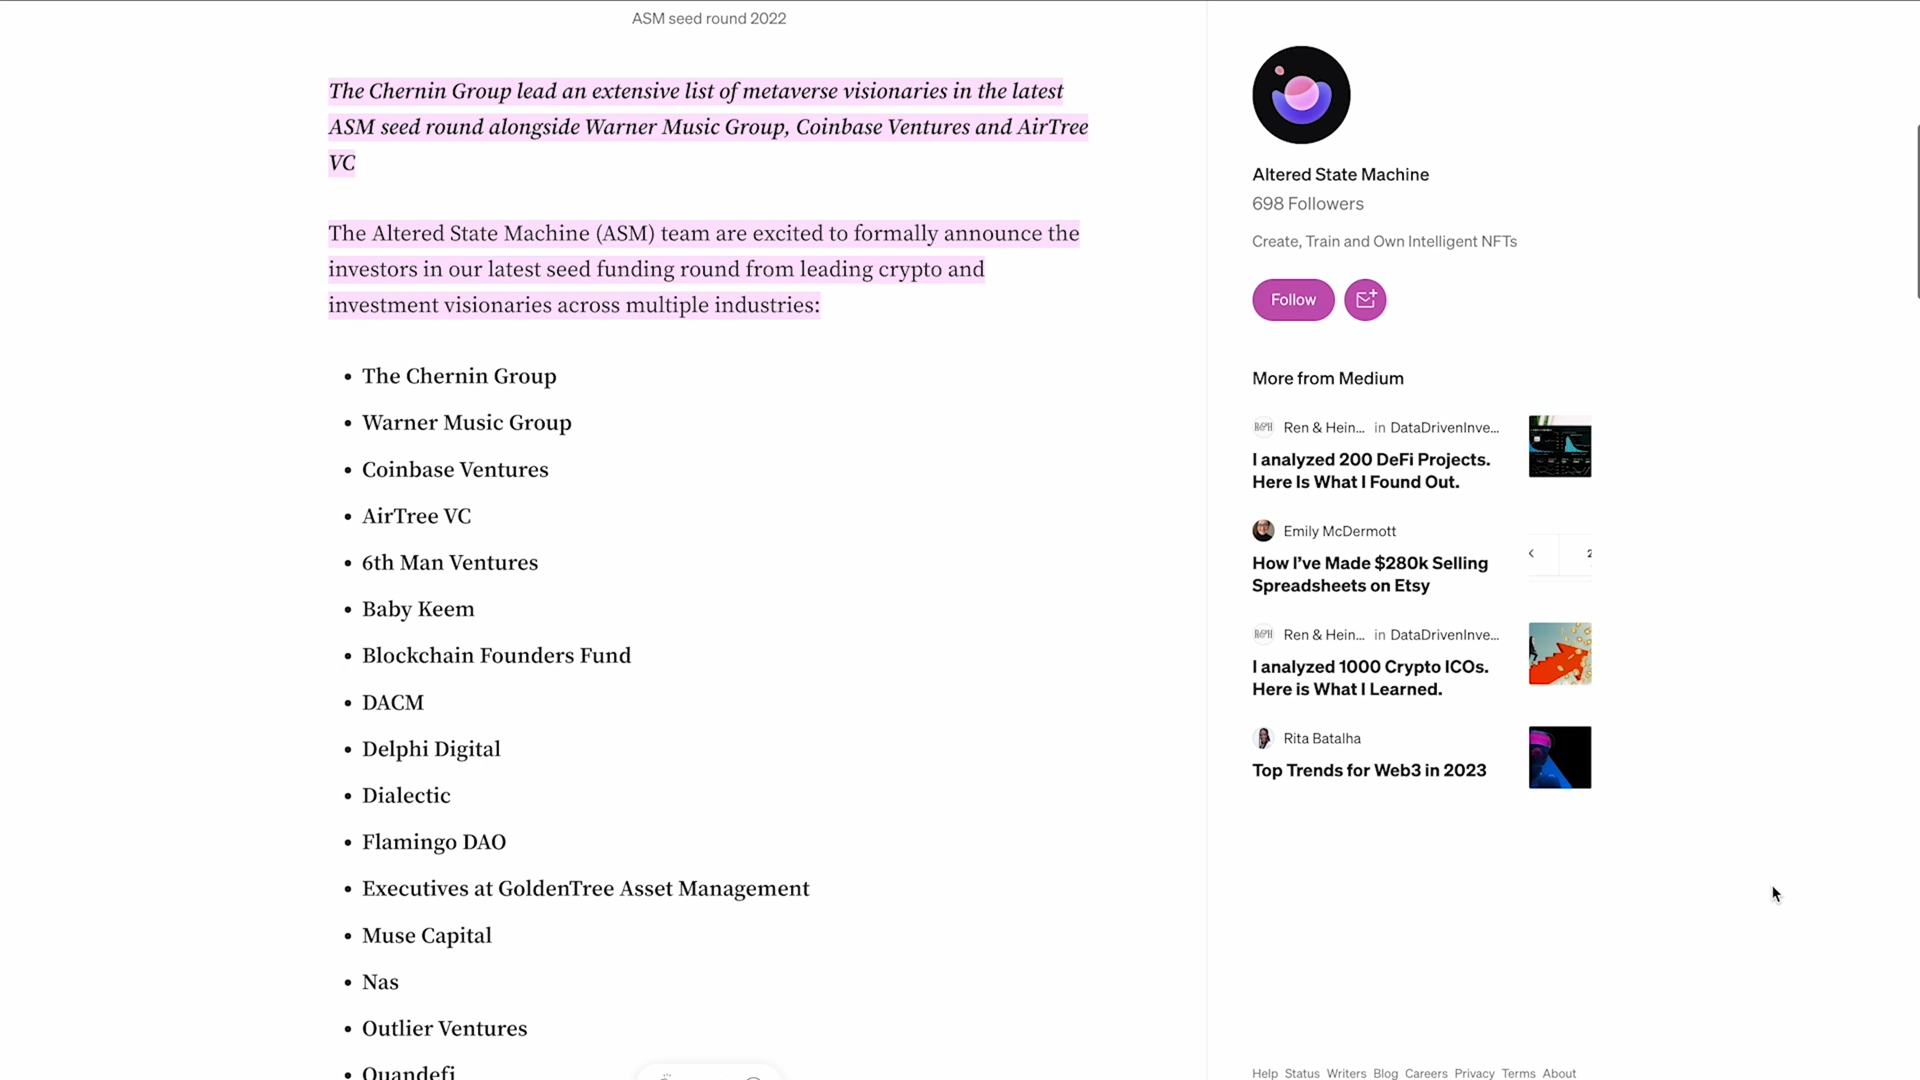 ASM seed round 2022
The Chernin Group lead an extensive list of metaverse visionaries in the latest
ASM seed round alongside Warner Music Group, Coinbase Ventures and AirTree
VC
The Altered State Machine (ASM) team are excited to formally announce the
investors in our latest seed funding round from leading crypto and
investment visionaries across multiple industries:
• The Chernin Group
• Warner Music Group
• Coinbase Ventures
• AirTree VC
• 6th Man Ventures
• Baby Keem
• Blockchain Founders Fund
• DACM
• Delphi Digital
• Dialectic
• Flamingo DAO
• Executives at GoldenTree Asset Management
• Muse Capital
• Nas
• Outlier Ventures
• Quandefi
Altered State Machine
698 Followers
Create, Train and Own Intelligent NFTs
Follow
More from Medium
R&H Ren & Hein... in DataDrivenInve...
I analyzed 200 DeFi Projects.
Here Is What I Found Out.
Emily McDermott
How I've Made $280k Selling
Spreadsheets on Etsy
R&H Ren & Hein... in DataDrivenInve...
I analyzed 1000 Crypto ICOs.
Here is What I Learned.
Rita Batalha
Top Trends for Web3 in 2023
Help Status Writers Blog Careers Privacy Terms About